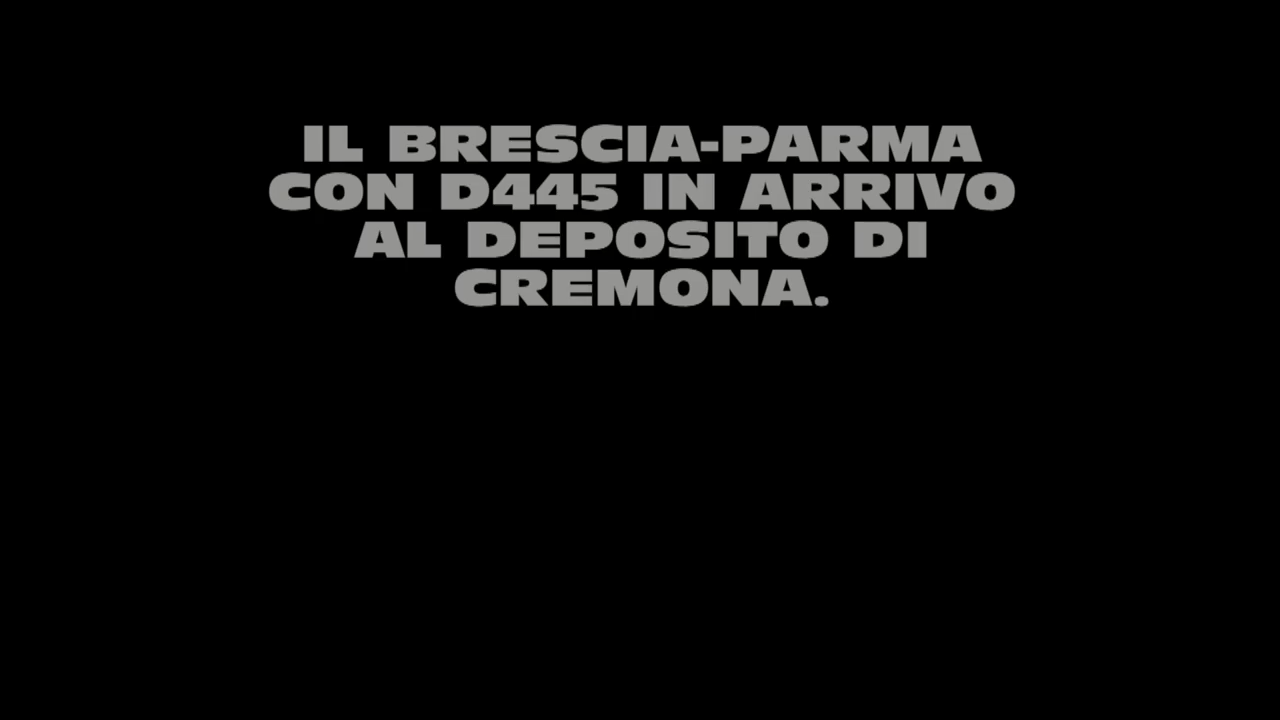 IL BRESCIA-PARMA
CON D445 IN ARRIVO
AL DEPOSITO DI
CREMONA.